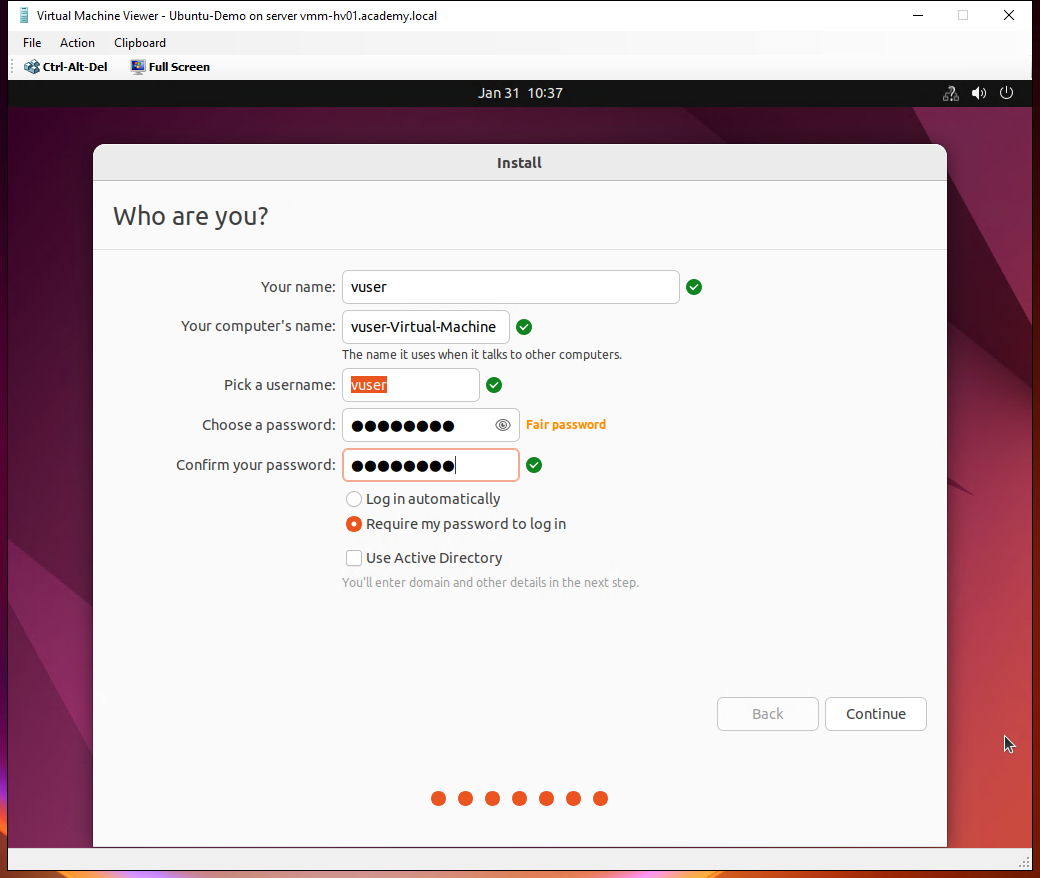 Virtual Machine Viewer - Ubuntu-Demo on server vmm-hv01.academy.local
File Action Clipboard
Ctrl-Alt-Del Full Screen
Jan 31 10:37
Install
Who are you?
Your name: vuser
Your computer's name: vuser-Virtual-Machine
The name it uses when it talks to other computers.
Pick a username: vuser
Choose a password: ●●●●●●●● Fair password
Confirm your password: ●●●●●●●●
Log in automatically
Require my password to log in
Use Active Directory
You'll enter domain and other details in the next step.
Back Continue